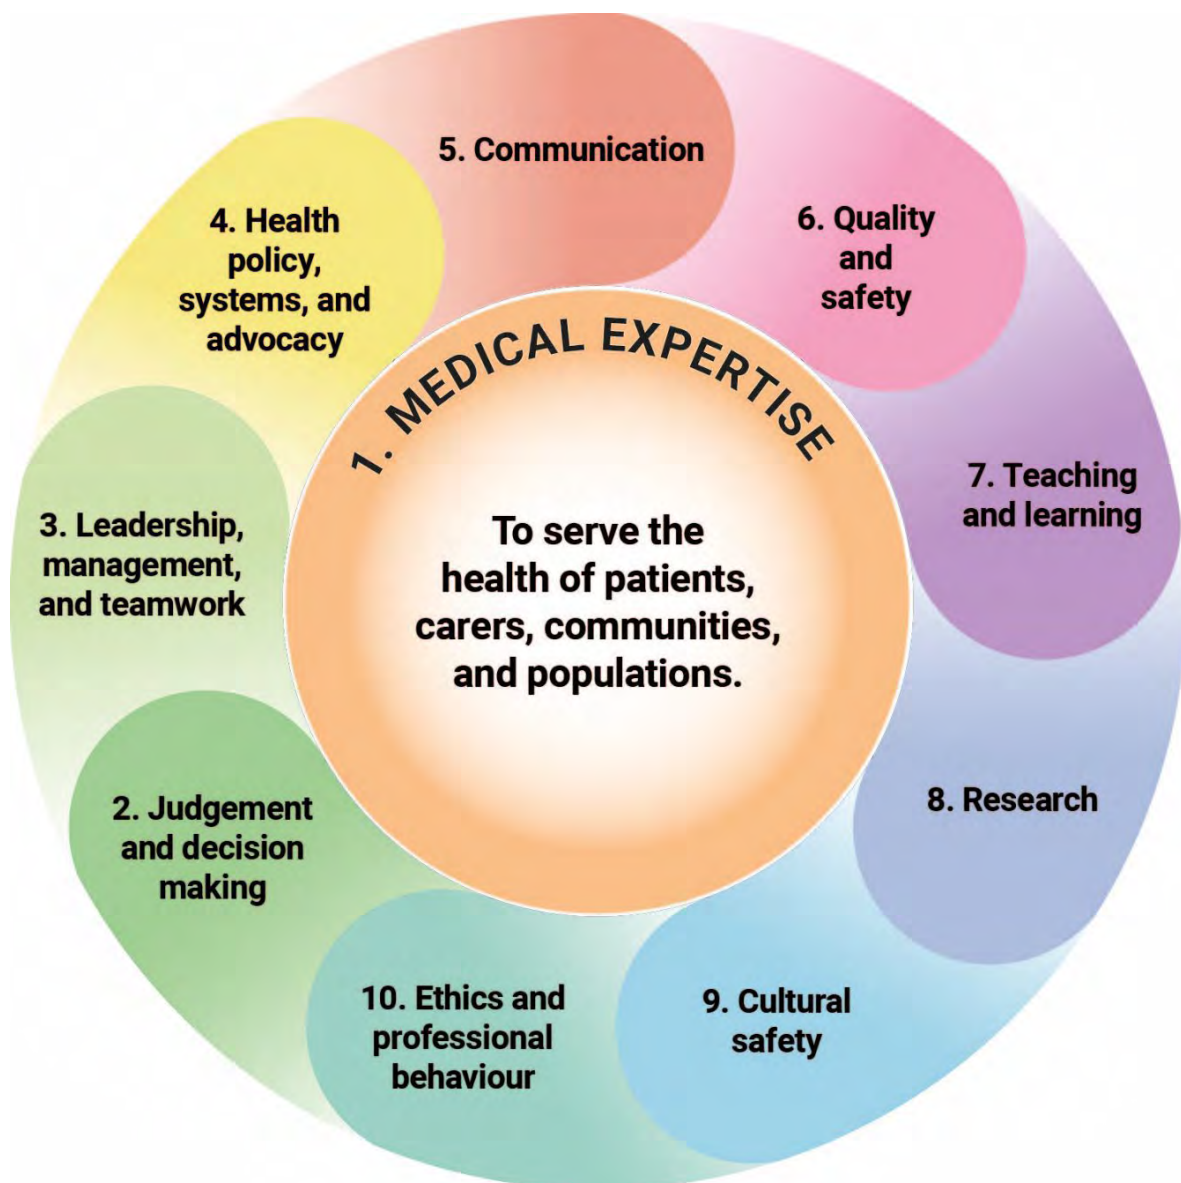 1. MEDICAL EXPERTISE
To serve the
health of patients,
carers, communities,
and populations.
2. Judgement
and decision
making
3. Leadership,
management,
and teamwork
4. Health
policy,
systems, and
advocacy
5. Communication
6. Quality
and
safety
7. Teaching
and learning
8. Research
9. Cultural
safety
10. Ethics and
professional
behaviour